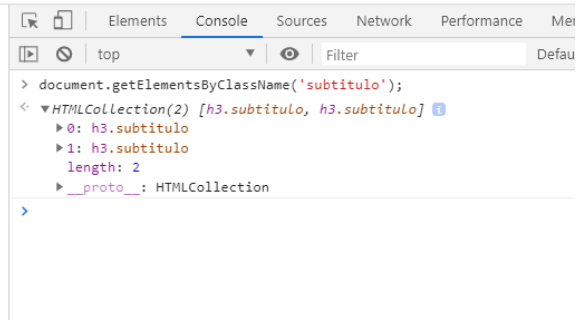 Elements Console Sources Network Performance Mer
top Filter Defau
> document.getElementsByClassName('subtitulo');
HTMLCollection(2) [h3.subtitulo, h3.subtitulo] i
0: h3.subtitulo
1: h3.subtitulo
length: 2
__proto__: HTMLCollection
>